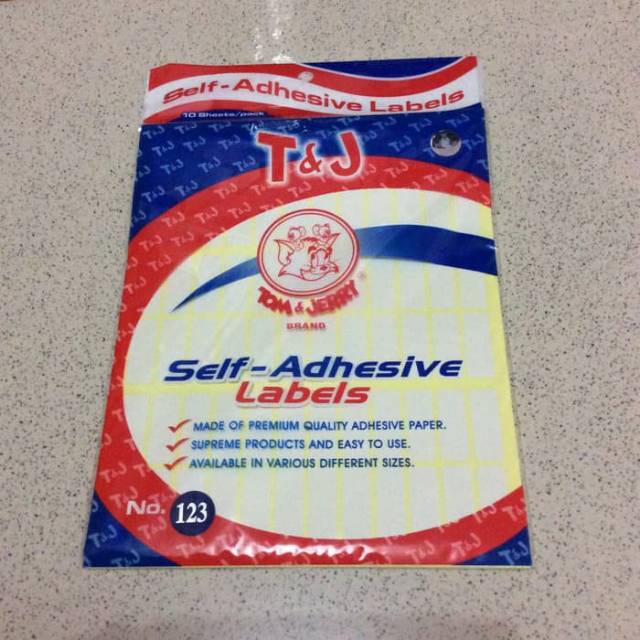 Self-Adhesive Labels
10 Sheets/pack
T&J
TOM & JERRY ®
BRAND
Self-Adhesive
Labels
MADE OF PREMIUM QUALITY ADHESIVE PAPER.
SUPREME PRODUCTS AND EASY TO USE.
AVAILABLE IN VARIOUS DIFFERENT SIZES.
No. 123